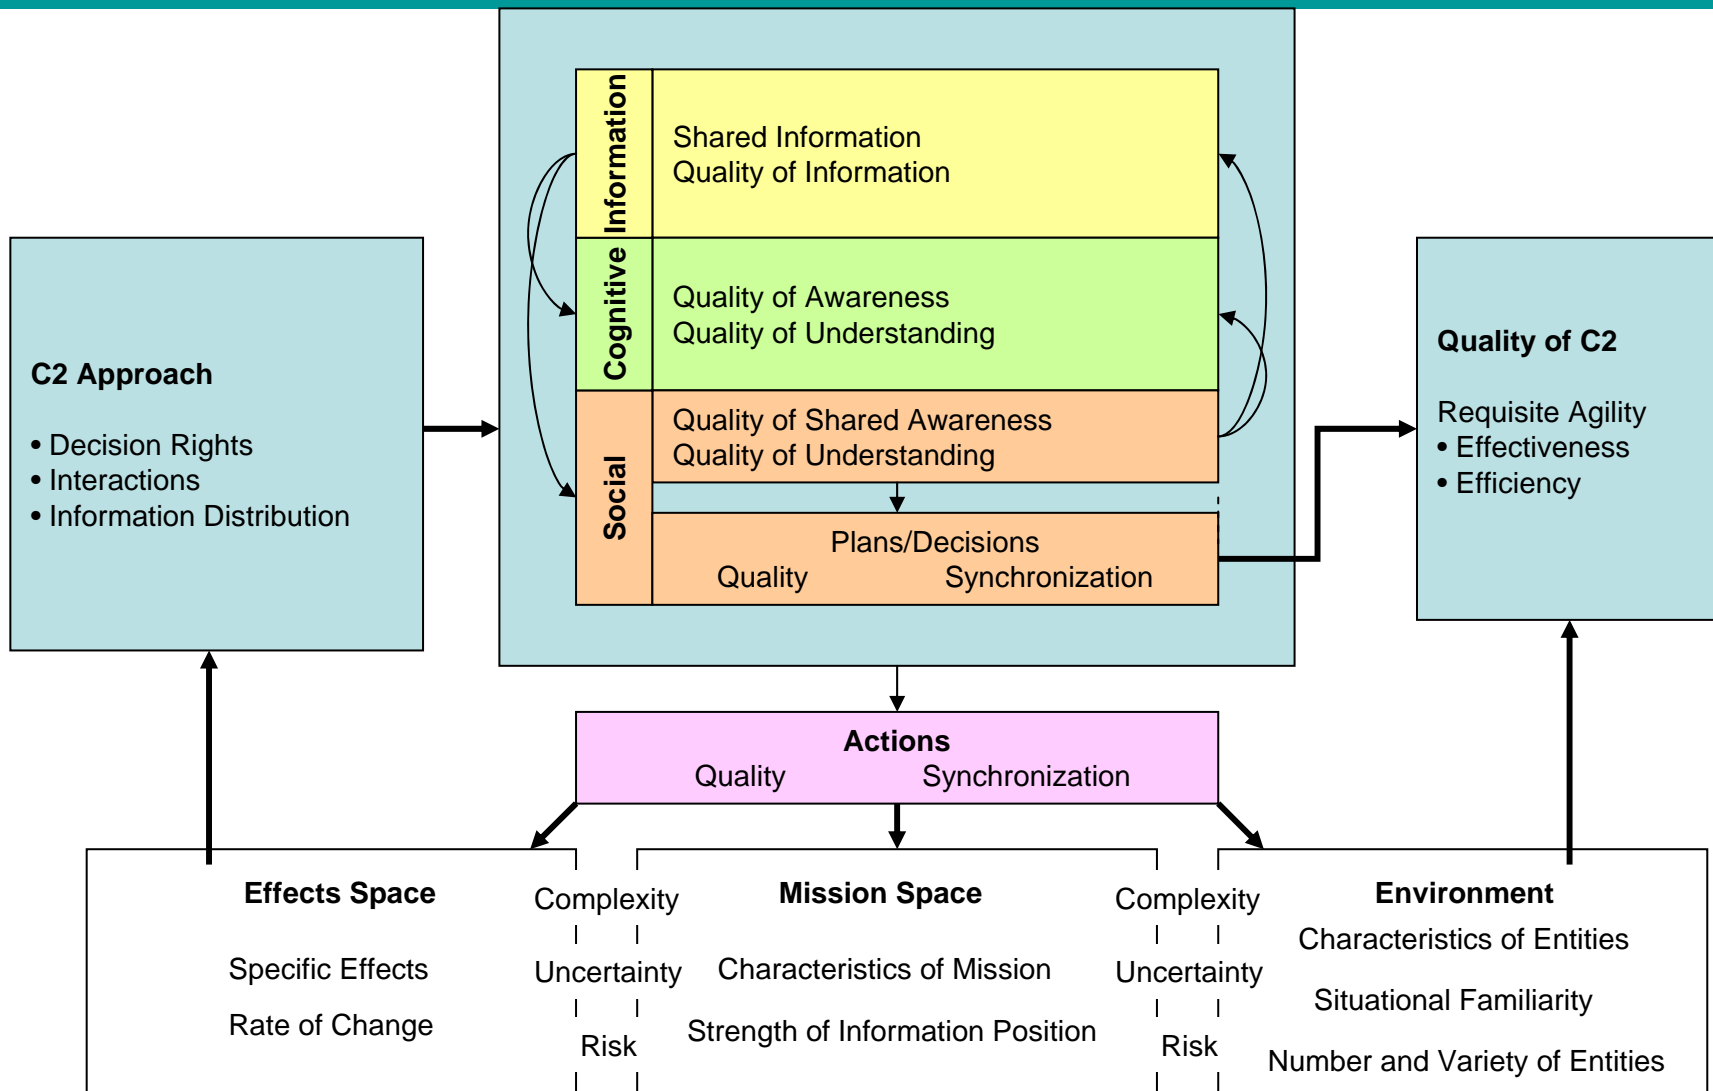 Information
Shared Information
Quality of Information
Cognitive
Quality of Awareness
Quality of Understanding
Social
Quality of Shared Awareness
Quality of Understanding
Plans/Decisions
Quality Synchronization
C2 Approach
• Decision Rights
• Interactions
• Information Distribution
Quality of C2
Requisite Agility
• Effectiveness
• Efficiency
Actions
Quality Synchronization
Effects Space
Specific Effects
Rate of Change
Complexity
Uncertainty
Risk
Mission Space
Characteristics of Mission
Strength of Information Position
Complexity
Uncertainty
Risk
Environment
Characteristics of Entities
Situational Familiarity
Number and Variety of Entities